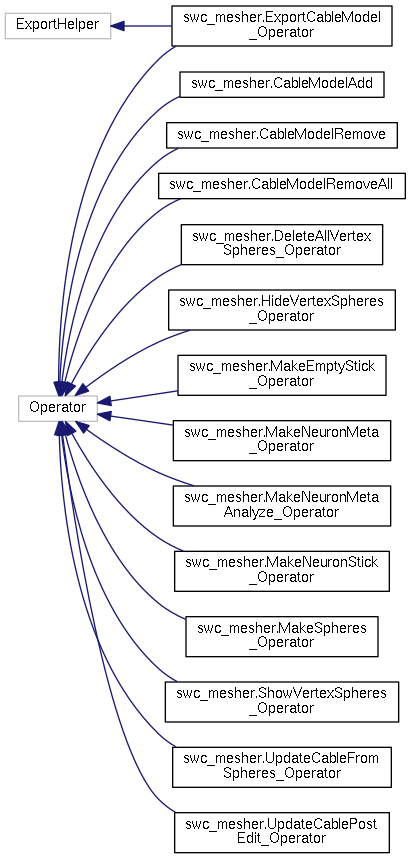 ExportHelper
swc_mesher.ExportCableModel
_Operator
swc_mesher.CableModelAdd
swc_mesher.CableModelRemove
swc_mesher.CableModelRemoveAll
swc_mesher.DeleteAllVertex
Spheres_Operator
swc_mesher.HideVertexSpheres
_Operator
swc_mesher.MakeEmptyStick
_Operator
Operator
swc_mesher.MakeNeuronMeta
_Operator
swc_mesher.MakeNeuronMeta
Analyze_Operator
swc_mesher.MakeNeuronStick
_Operator
swc_mesher.MakeSpheres
_Operator
swc_mesher.ShowVertexSpheres
_Operator
swc_mesher.UpdateCableFrom
Spheres_Operator
swc_mesher.UpdateCablePost
Edit_Operator